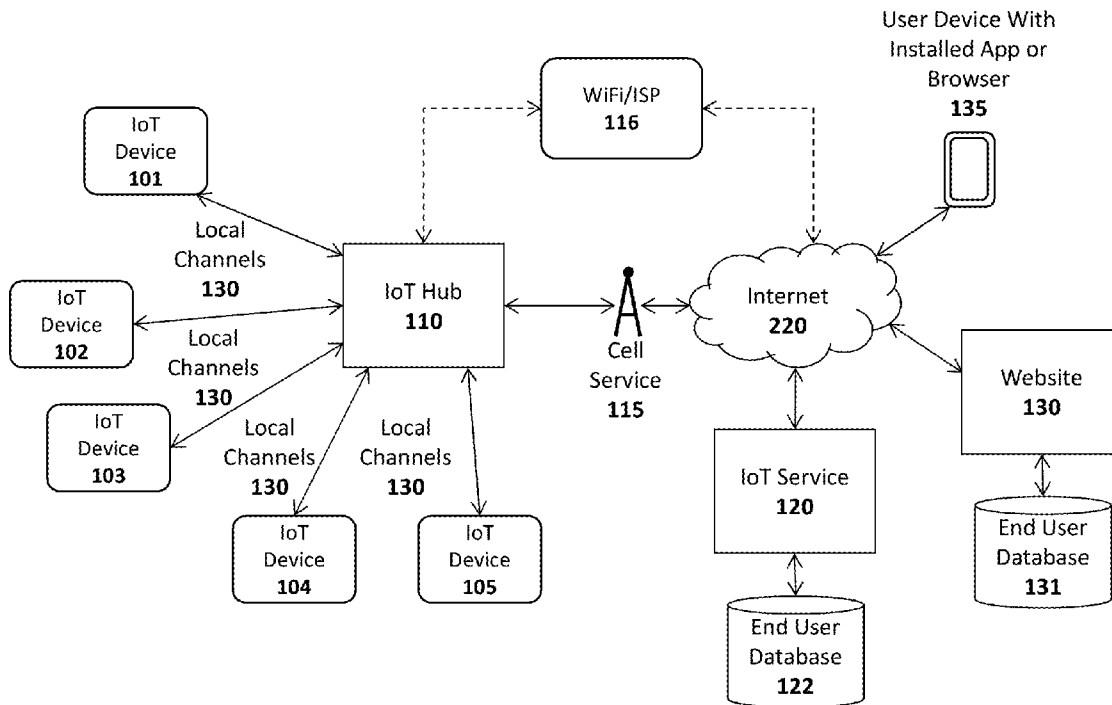 User Device With
Installed App or
Browser
135
WiFi/ISP
116
IoT
Device
101
Local
Channels
130
IoT Hub
110
Internet
220
IoT
Device
102
Local
Channels
130
Cell
Service
115
Website
130
IoT
Device
103
Local
Channels
130
Local
Channels
130
IoT Service
120
IoT
Device
104
IoT
Device
105
End User
Database
131
End User
Database
122